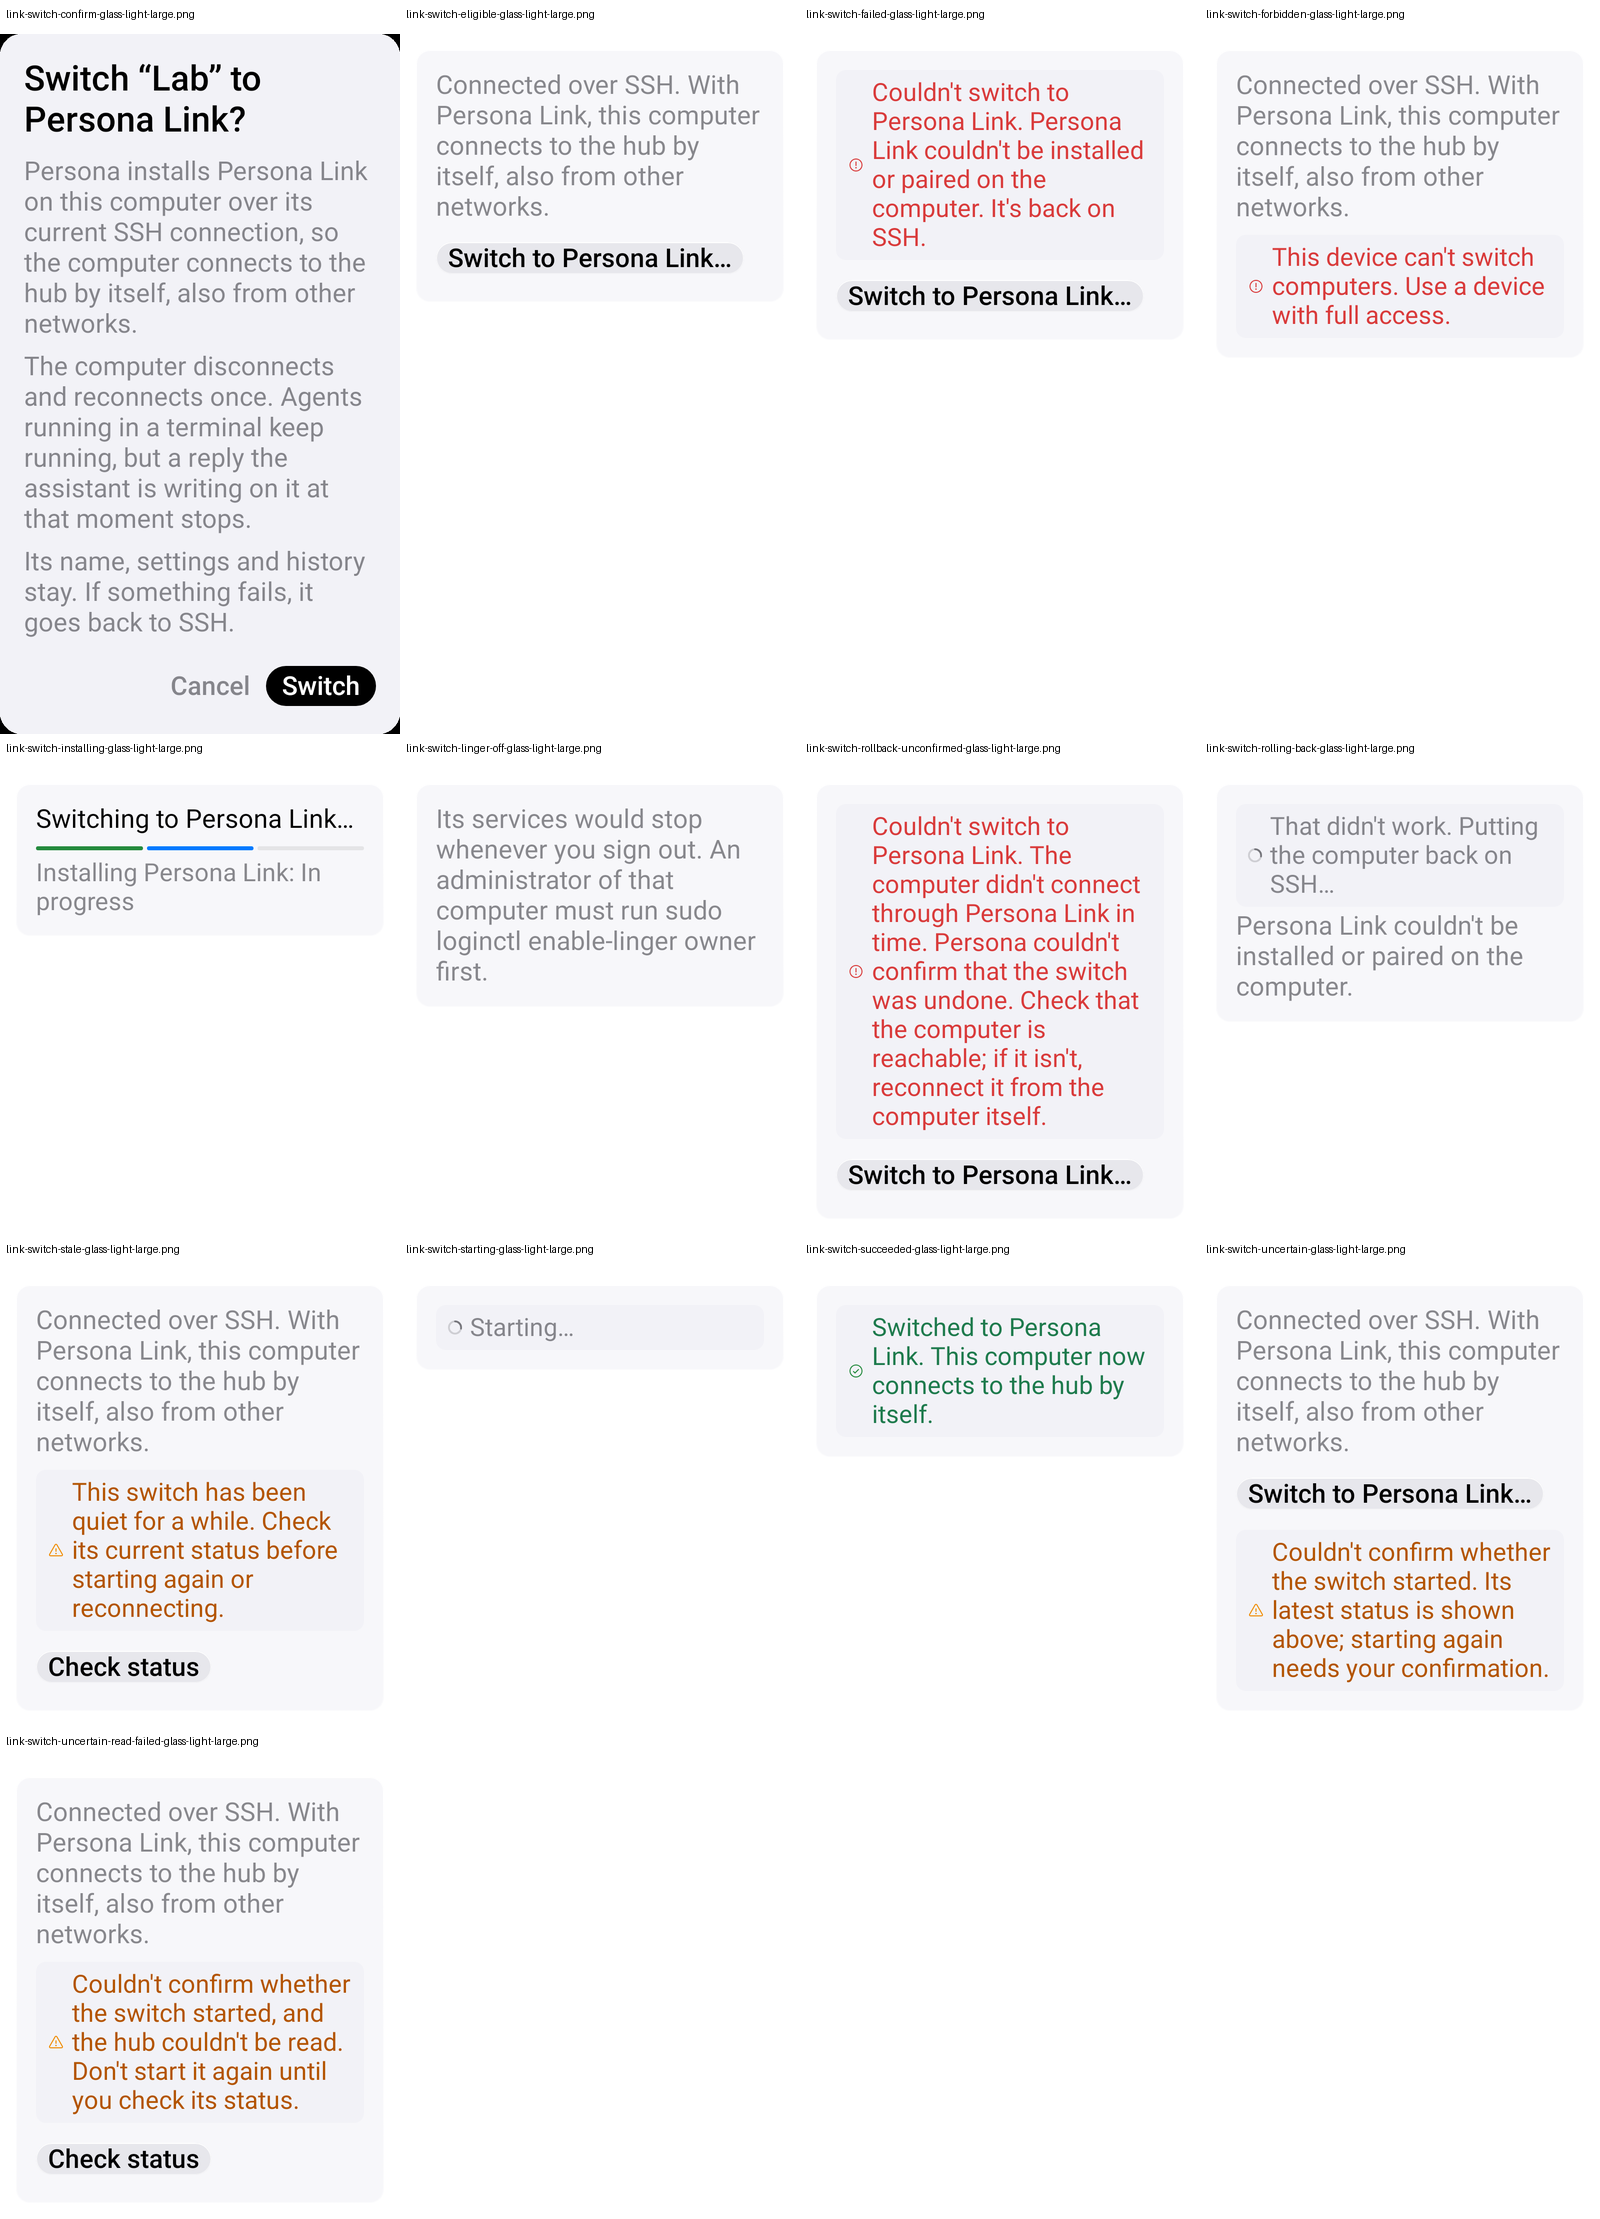 link-switch-confirm-glass-light-large.png
Switch “Lab” to
Persona Link?
Persona installs Persona Link
on this computer over its
current SSH connection, so
the computer connects to the
hub by itself, also from other
networks.
The computer disconnects
and reconnects once. Agents
running in a terminal keep
running, but a reply the
assistant is writing on it at
that moment stops.
Its name, settings and history
stay. If something fails, it
goes back to SSH.
Cancel
Switch
link-switch-eligible-glass-light-large.png
Connected over SSH. With
Persona Link, this computer
connects to the hub by
itself, also from other
networks.
Switch to Persona Link…
link-switch-failed-glass-light-large.png
Couldn't switch to
Persona Link. Persona
Link couldn't be installed
or paired on the
computer. It's back on
SSH.
Switch to Persona Link…
link-switch-forbidden-glass-light-large.png
Connected over SSH. With
Persona Link, this computer
connects to the hub by
itself, also from other
networks.
This device can't switch
computers. Use a device
with full access.
link-switch-installing-glass-light-large.png
Switching to Persona Link…
Installing Persona Link: In
progress
link-switch-linger-off-glass-light-large.png
Its services would stop
whenever you sign out. An
administrator of that
computer must run sudo
loginctl enable-linger owner
first.
link-switch-rollback-unconfirmed-glass-light-large.png
Couldn't switch to
Persona Link. The
computer didn't connect
through Persona Link in
time. Persona couldn't
confirm that the switch
was undone. Check that
the computer is
reachable; if it isn't,
reconnect it from the
computer itself.
Switch to Persona Link…
link-switch-rolling-back-glass-light-large.png
That didn't work. Putting
the computer back on
SSH…
Persona Link couldn't be
installed or paired on the
computer.
link-switch-stale-glass-light-large.png
Connected over SSH. With
Persona Link, this computer
connects to the hub by
itself, also from other
networks.
This switch has been
quiet for a while. Check
its current status before
starting again or
reconnecting.
Check status
link-switch-starting-glass-light-large.png
Starting…
link-switch-succeeded-glass-light-large.png
Switched to Persona
Link. This computer now
connects to the hub by
itself.
link-switch-uncertain-glass-light-large.png
Connected over SSH. With
Persona Link, this computer
connects to the hub by
itself, also from other
networks.
Switch to Persona Link…
Couldn't confirm whether
the switch started. Its
latest status is shown
above; starting again
needs your confirmation.
link-switch-uncertain-read-failed-glass-light-large.png
Connected over SSH. With
Persona Link, this computer
connects to the hub by
itself, also from other
networks.
Couldn't confirm whether
the switch started, and
the hub couldn't be read.
Don't start it again until
you check its status.
Check status